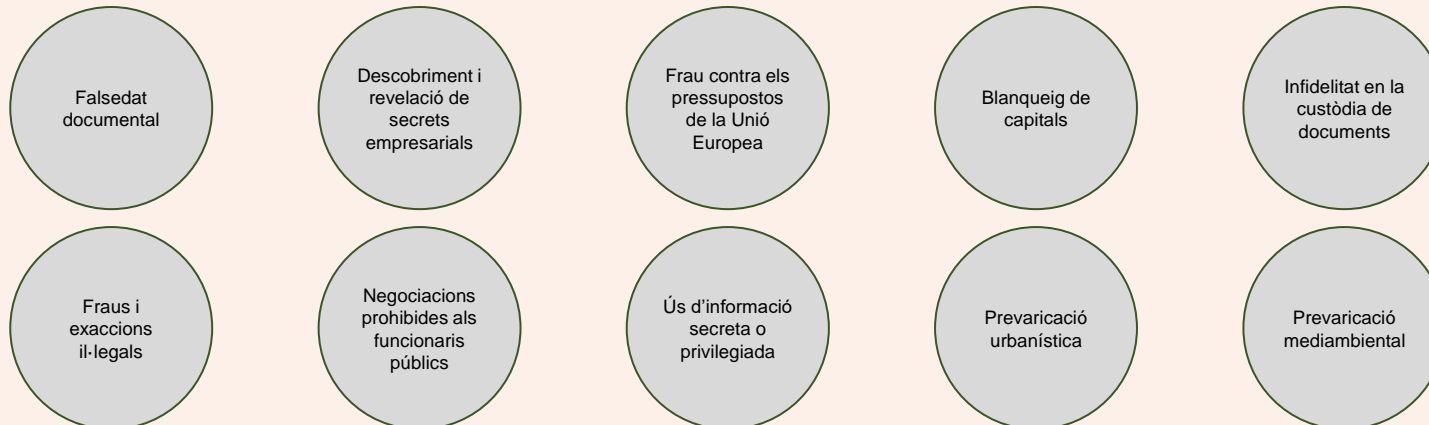 Falsedat
documental
Descobriment i
revelació de
secrets
empresarials
Frau contra els
pressupostos
de la Unió
Europea
Blanqueig de
capitals
Infidelitat en la
custòdia de
documents
Fraus i
exaccions
il·legals
Negociacions
prohibides als
funcionaris
públics
Ús d’informació
secreta o
privilegiada
Prevaricació
urbanística
Prevaricació
mediambiental